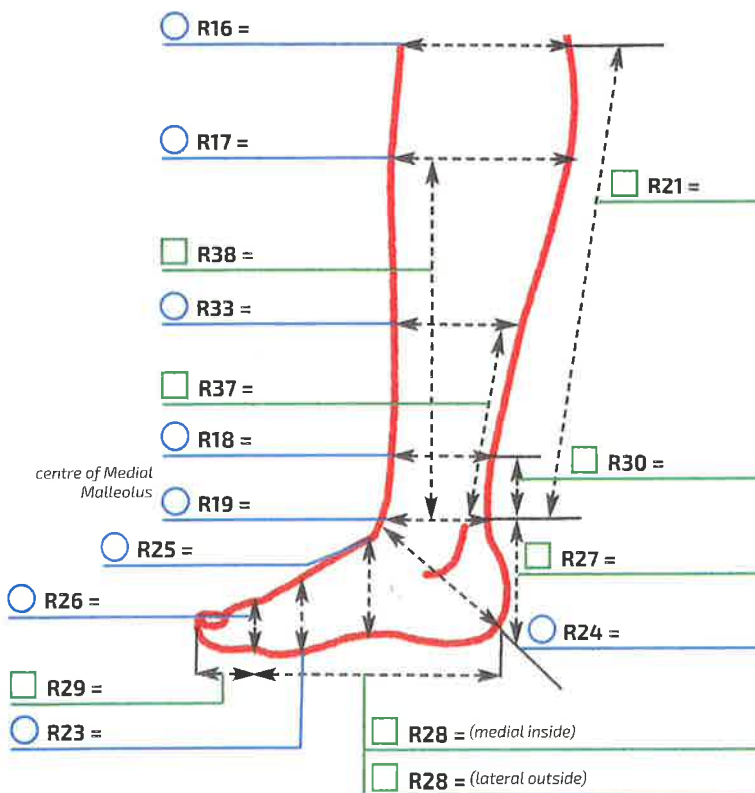 R16 =
R17 =
R21 =
R38 =
R33 =
R37 =
R18 =
R30 =
centre of Medial
Malleolus
R19 =
R25 =
R27 =
R26 =
R24 =
R29 =
R23 =
R28 = (medial inside)
R28 = (lateral outside)